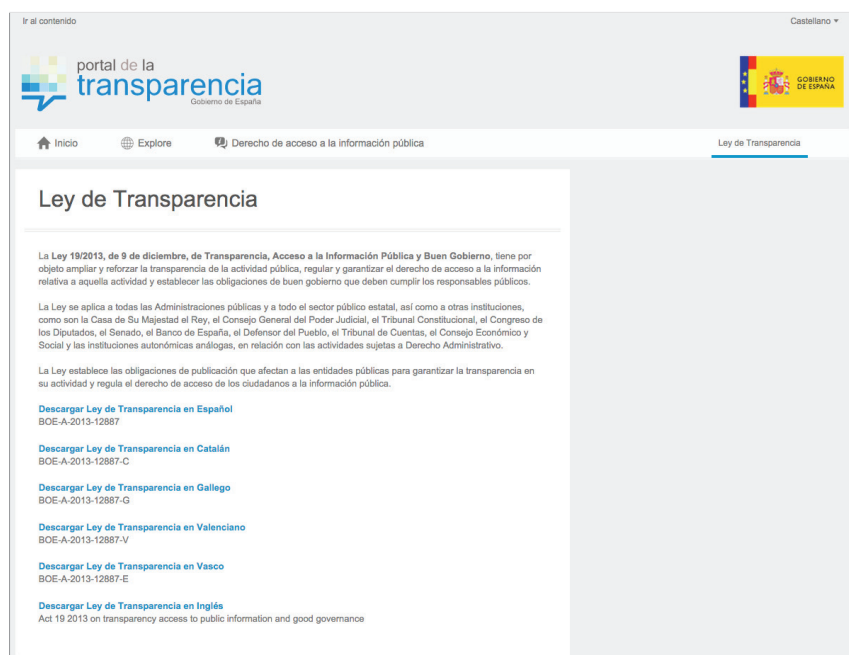 Ir al contenido
Castellano
portal de la
transparencia
Gobierno de España
GOBIERNO
DE ESPAÑA
Inicio
Explore
Derecho de acceso a la información pública
Ley de Transparencia
Ley de Transparencia
La Ley 19/2013, de 9 de diciembre, de Transparencia, Acceso a la Información Pública y Buen Gobierno, tiene por
objeto ampliar y reforzar la transparencia de la actividad pública, regular y garantizar el derecho de acceso a la información
relativa a aquella actividad y establecer las obligaciones de buen gobierno que deben cumplir los responsables públicos.
La Ley se aplica a todas las Administraciones públicas y a todo el sector público estatal, así como a otras instituciones,
como son la Casa de Su Majestad el Rey, el Consejo General del Poder Judicial, el Tribunal Constitucional, el Congreso de
los Diputados, el Senado, el Banco de España, el Defensor del Pueblo, el Tribunal de Cuentas, el Consejo Económico y
Social y las instituciones autonómicas análogas, en relación con las actividades sujetas a Derecho Administrativo.
La Ley establece las obligaciones de publicación que afectan a las entidades públicas para garantizar la transparencia en
su actividad y regula el derecho de acceso de los ciudadanos a la información pública.
Descargar Ley de Transparencia en Español
BOE-A-2013-12887
Descargar Ley de Transparencia en Catalán
BOE-A-2013-12887-C
Descargar Ley de Transparencia en Gallego
BOE-A-2013-12887-G
Descargar Ley de Transparencia en Valenciano
BOE-A-2013-12887-V
Descargar Ley de Transparencia en Vasco
BOE-A-2013-12887-E
Descargar Ley de Transparencia en Inglés
Act 19 2013 on transparency access to public information and good governance